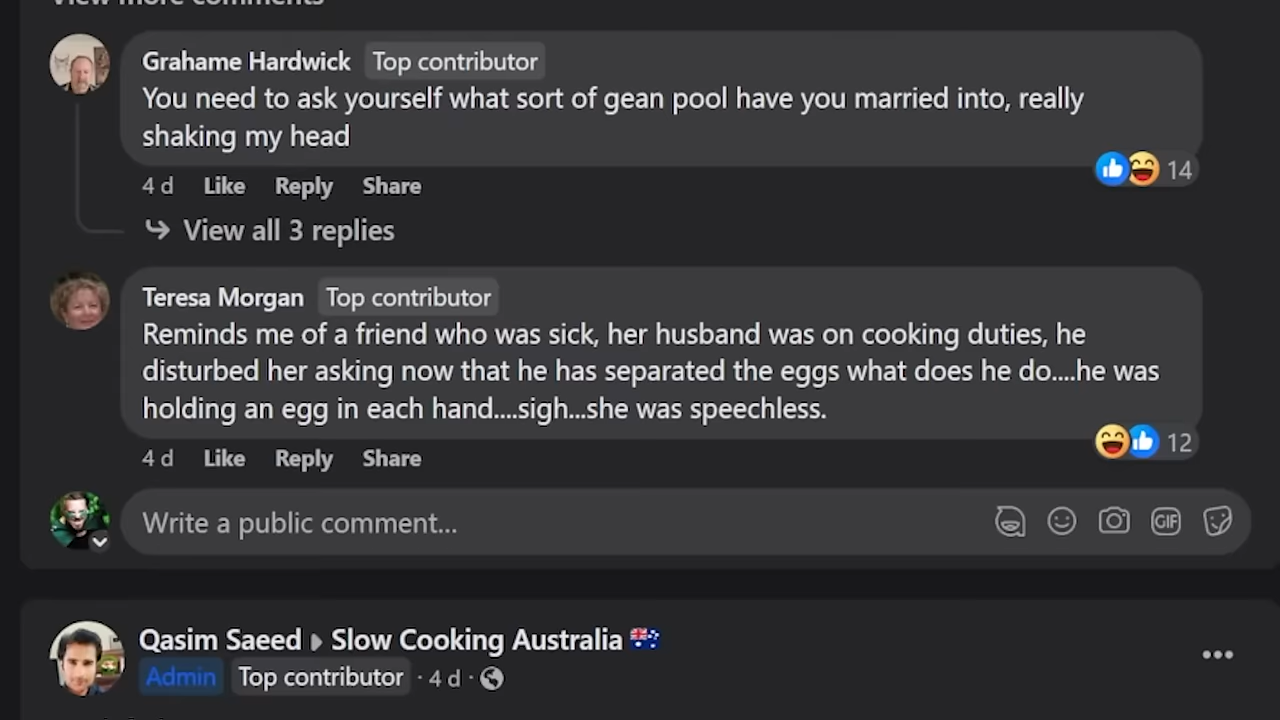 View more comments
Grahame Hardwick Top contributor
You need to ask yourself what sort of gean pool have you married into, really
shaking my head
14
4 d Like Reply Share
View all 3 replies
Teresa Morgan Top contributor
Reminds me of a friend who was sick, her husband was on cooking duties, he
disturbed her asking now that he has separated the eggs what does he do....he was
holding an egg in each hand....sigh...she was speechless.
12
4 d Like Reply Share
Write a public comment...
GIF
Qasim Saeed Slow Cooking Australia 🇦🇺
Admin Top contributor · 4 d ·